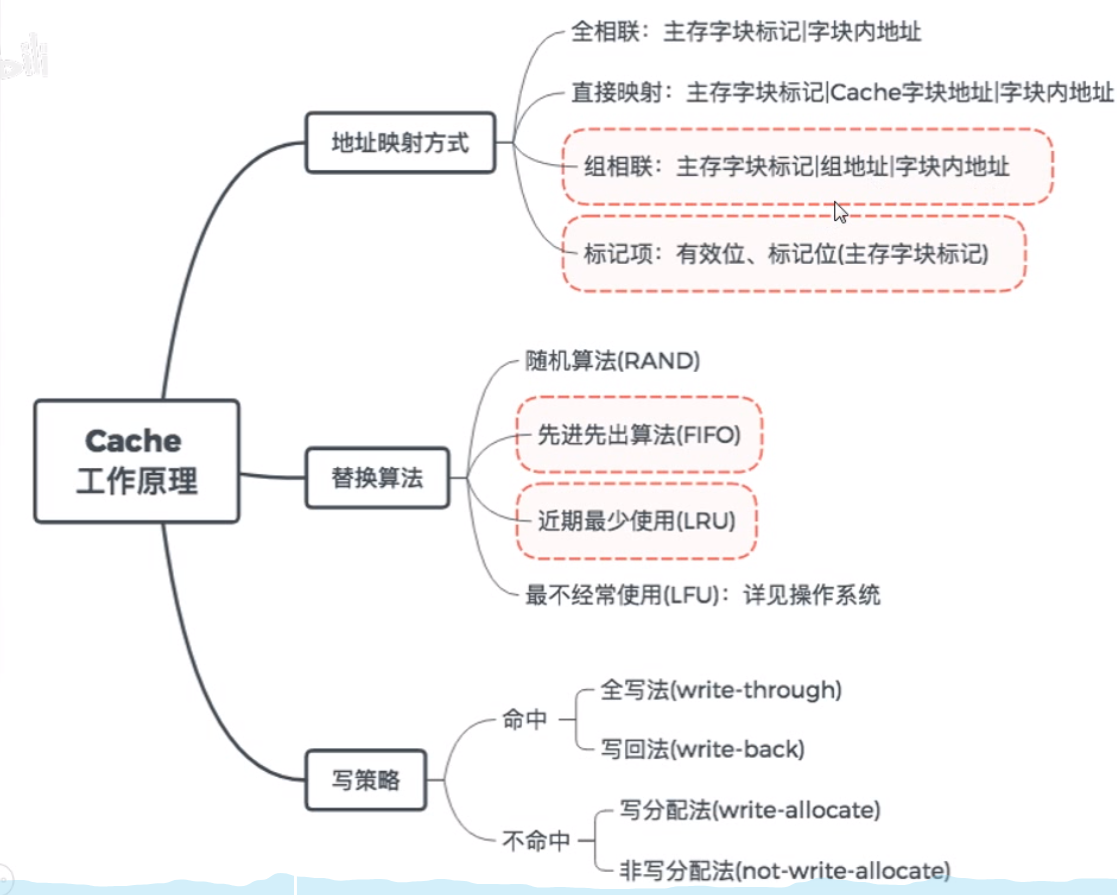 全相联：主存字块标记|字块内地址
直接映射：主存字块标记|Cache字块地址|字块内地址
地址映射方式
组相联：主存字块标记|组地址|字块内地址
标记项：有效位、标记位(主存字块标记)
随机算法(RAND)
先进先出算法(FIFO)
Cache
工作原理
替换算法
近期最少使用(LRU)
最不经常使用(LFU)：详见操作系统
全写法(write-through)
命中
写回法(write-back)
写策略
写分配法(write-allocate)
不命中
非写分配法(not-write-allocate)